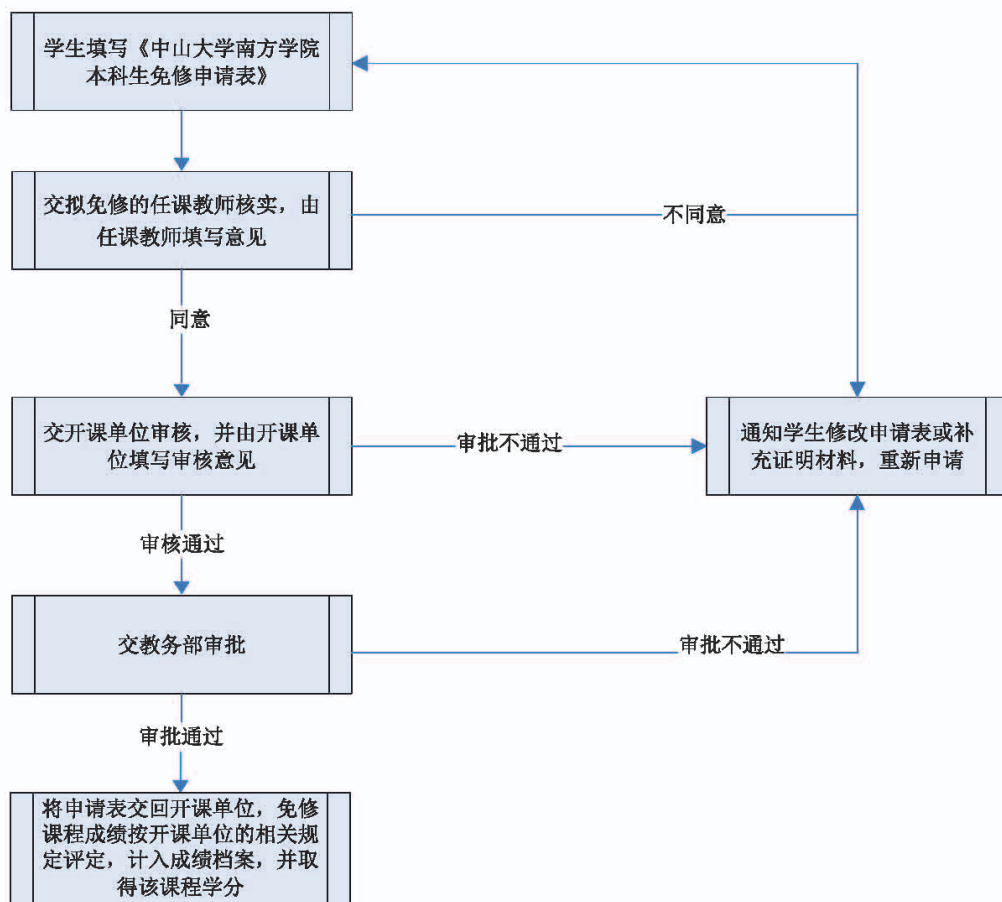 学生填写《中山大学南方学院
本科生免修申请表》
交拟免修的任课教师核实，由
任课教师填写意见
不同意
同意
交开课单位审核，并由开课单
位填写审核意见
审批不通过
通知学生修改申请表或补
充证明材料，重新申请
审核通过
交教务部审批
审批不通过
审批通过
将申请表交回开课单位，免修
课程成绩按开课单位的相关规
定评定，计入成绩档案，并取
得该课程学分